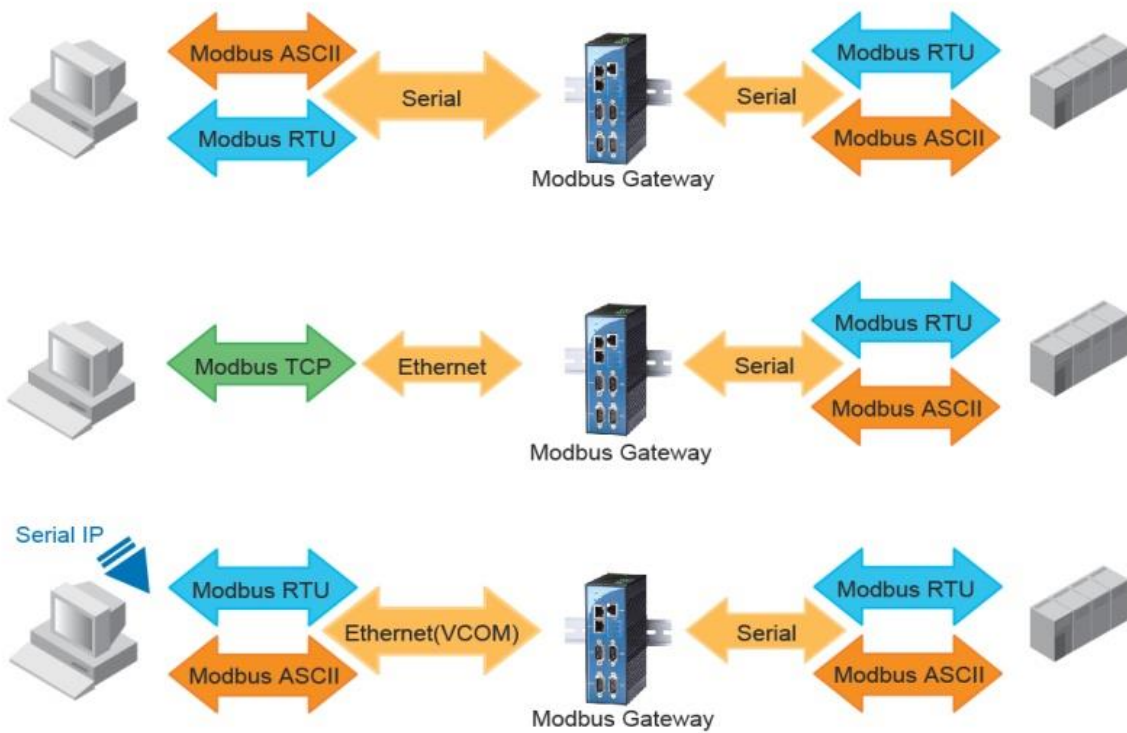 Modbus ASCII
Serial
Modbus RTU
Modbus Gateway
Serial
Modbus RTU
Modbus ASCII
Modbus TCP
Ethernet
Modbus Gateway
Serial
Modbus RTU
Modbus ASCII
Serial IP
Modbus RTU
Ethernet(VCOM)
Modbus ASCII
Modbus Gateway
Serial
Modbus RTU
Modbus ASCII